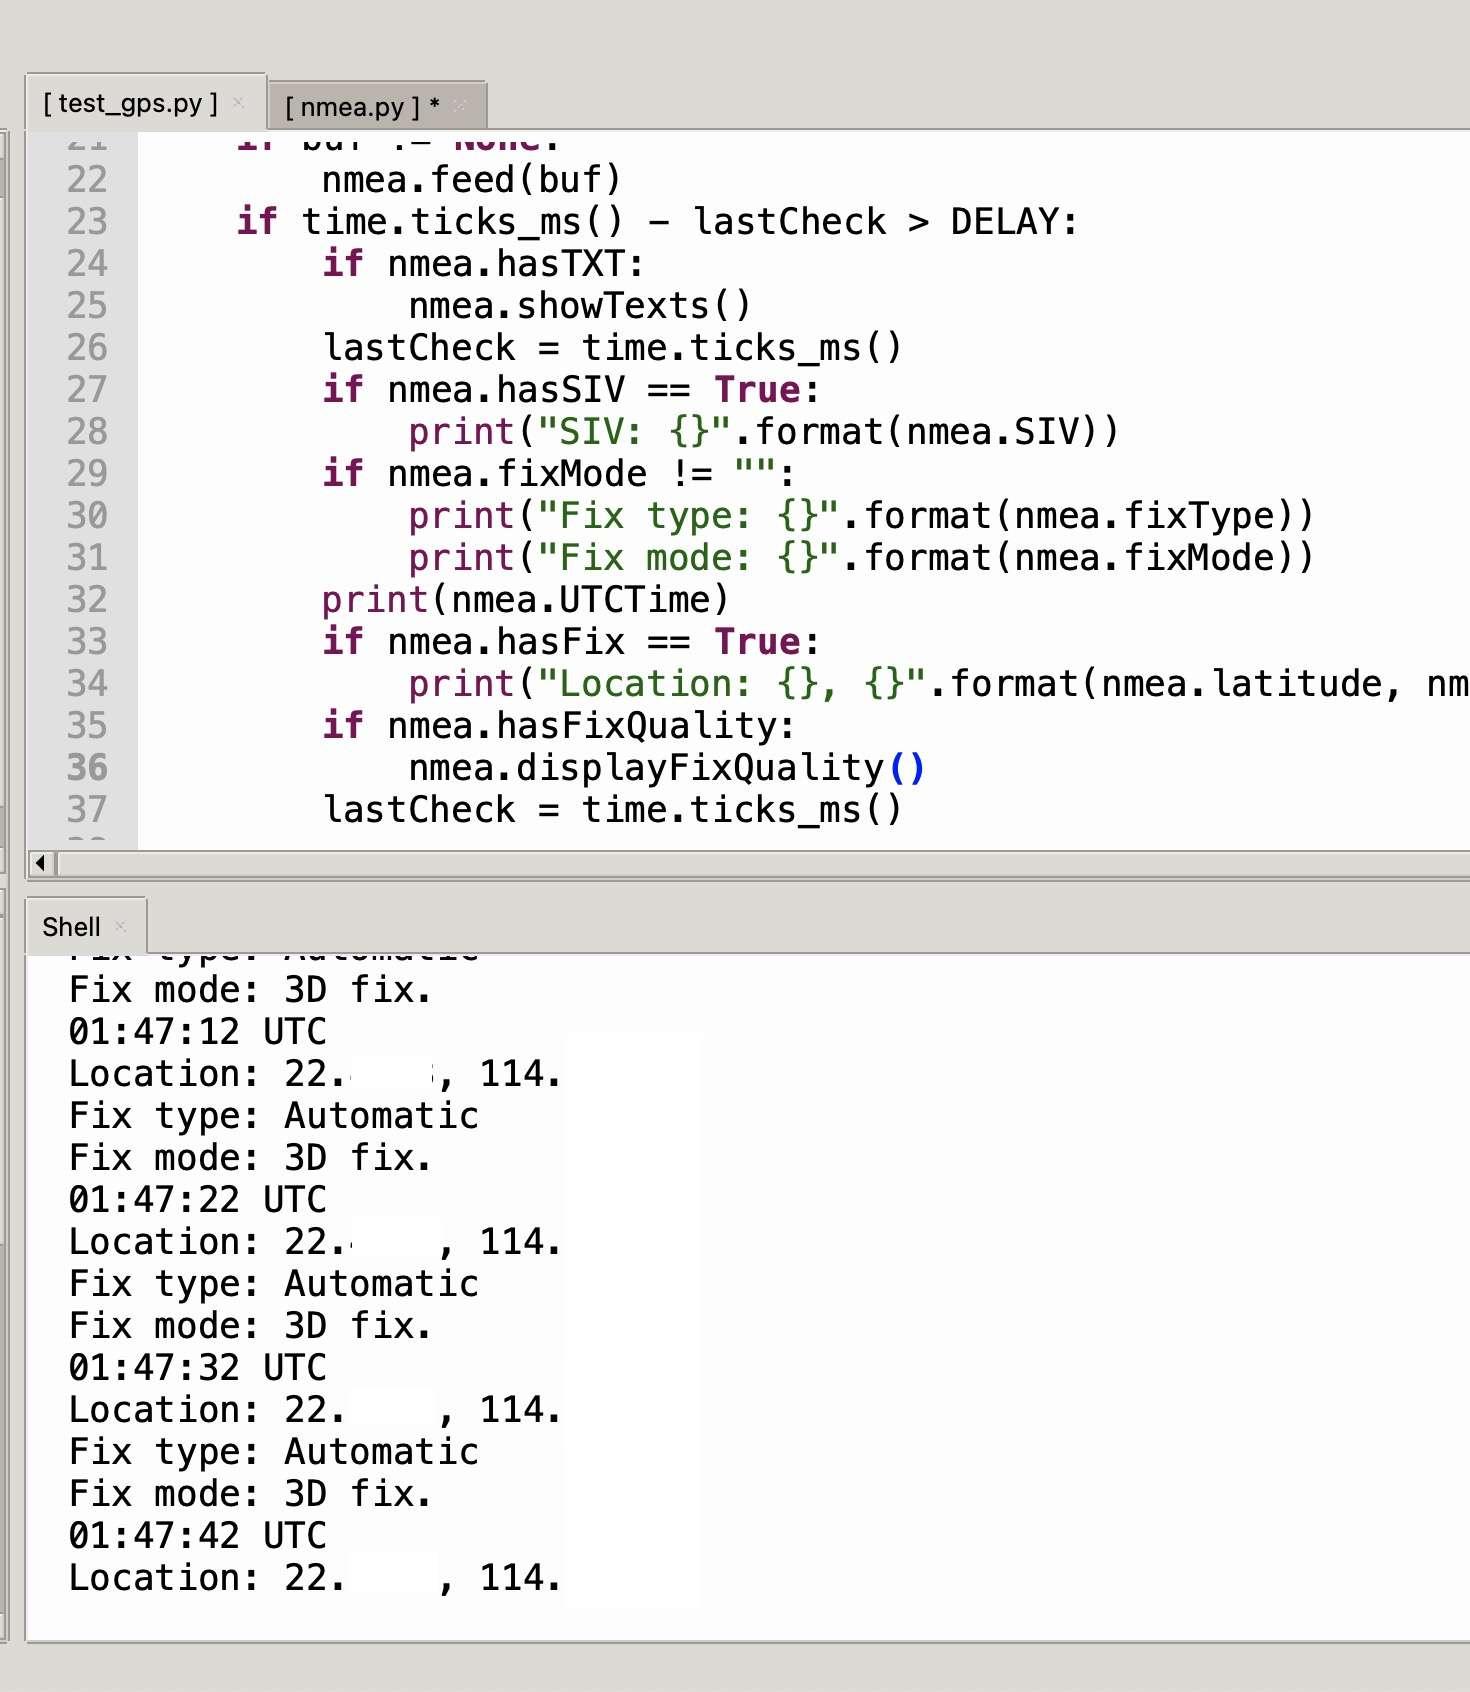 [ test_gps.py ]
[ nmea.py ] *
21 if buf != None:
22 nmea.feed(buf)
23 if time.ticks_ms() - lastCheck > DELAY:
24 if nmea.hasTXT:
25 nmea.showTexts()
26 lastCheck = time.ticks_ms()
27 if nmea.hasSIV == True:
28 print("SIV: {}".format(nmea.SIV))
29 if nmea.fixMode != "":
30 print("Fix type: {}".format(nmea.fixType))
31 print("Fix mode: {}".format(nmea.fixMode))
32 print(nmea.UTCTime)
33 if nmea.hasFix == True:
34 print("Location: {}, {}".format(nmea.latitude, nm
35 if nmea.hasFixQuality:
36 nmea.displayFixQuality()
37 lastCheck = time.ticks_ms()
Shell
Fix type: Automatic
Fix mode: 3D fix.
01:47:12 UTC
Location: 22. , 114.
Fix type: Automatic
Fix mode: 3D fix.
01:47:22 UTC
Location: 22. , 114.
Fix type: Automatic
Fix mode: 3D fix.
01:47:32 UTC
Location: 22. , 114.
Fix type: Automatic
Fix mode: 3D fix.
01:47:42 UTC
Location: 22. , 114.